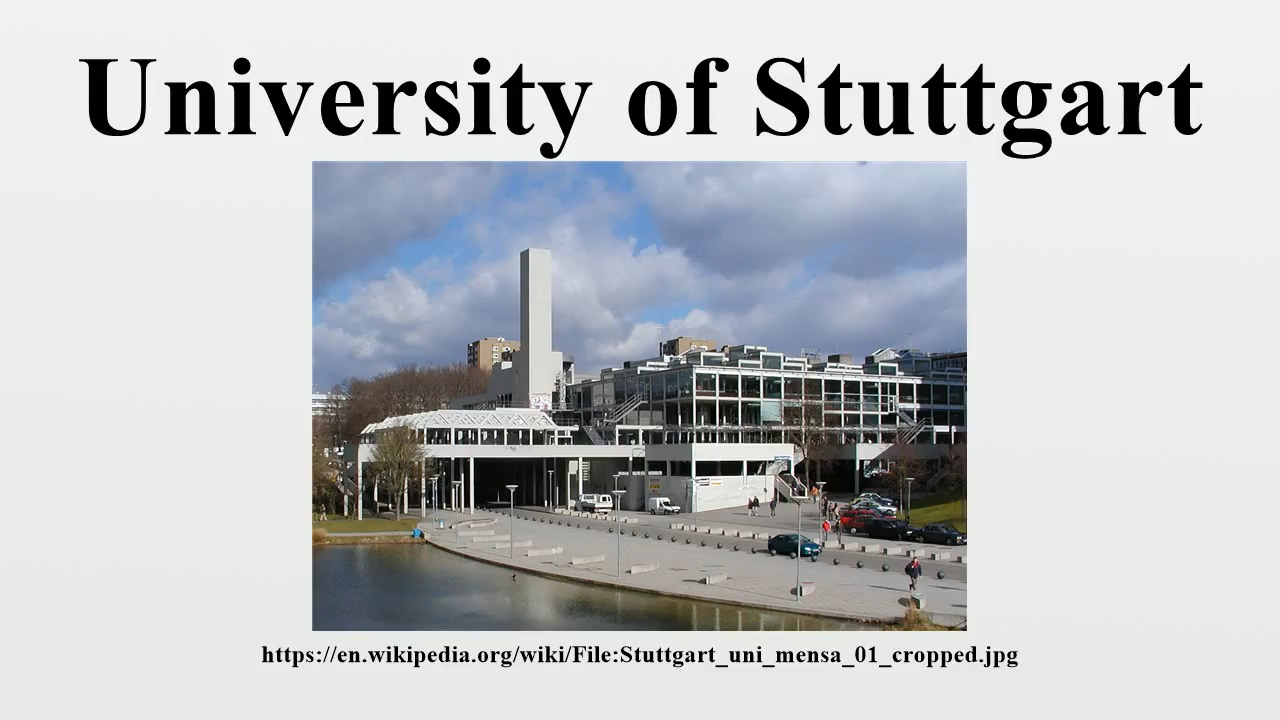 University of Stuttgart
https://en.wikipedia.org/wiki/File:Stuttgart_uni_mensa_01_cropped.jpg